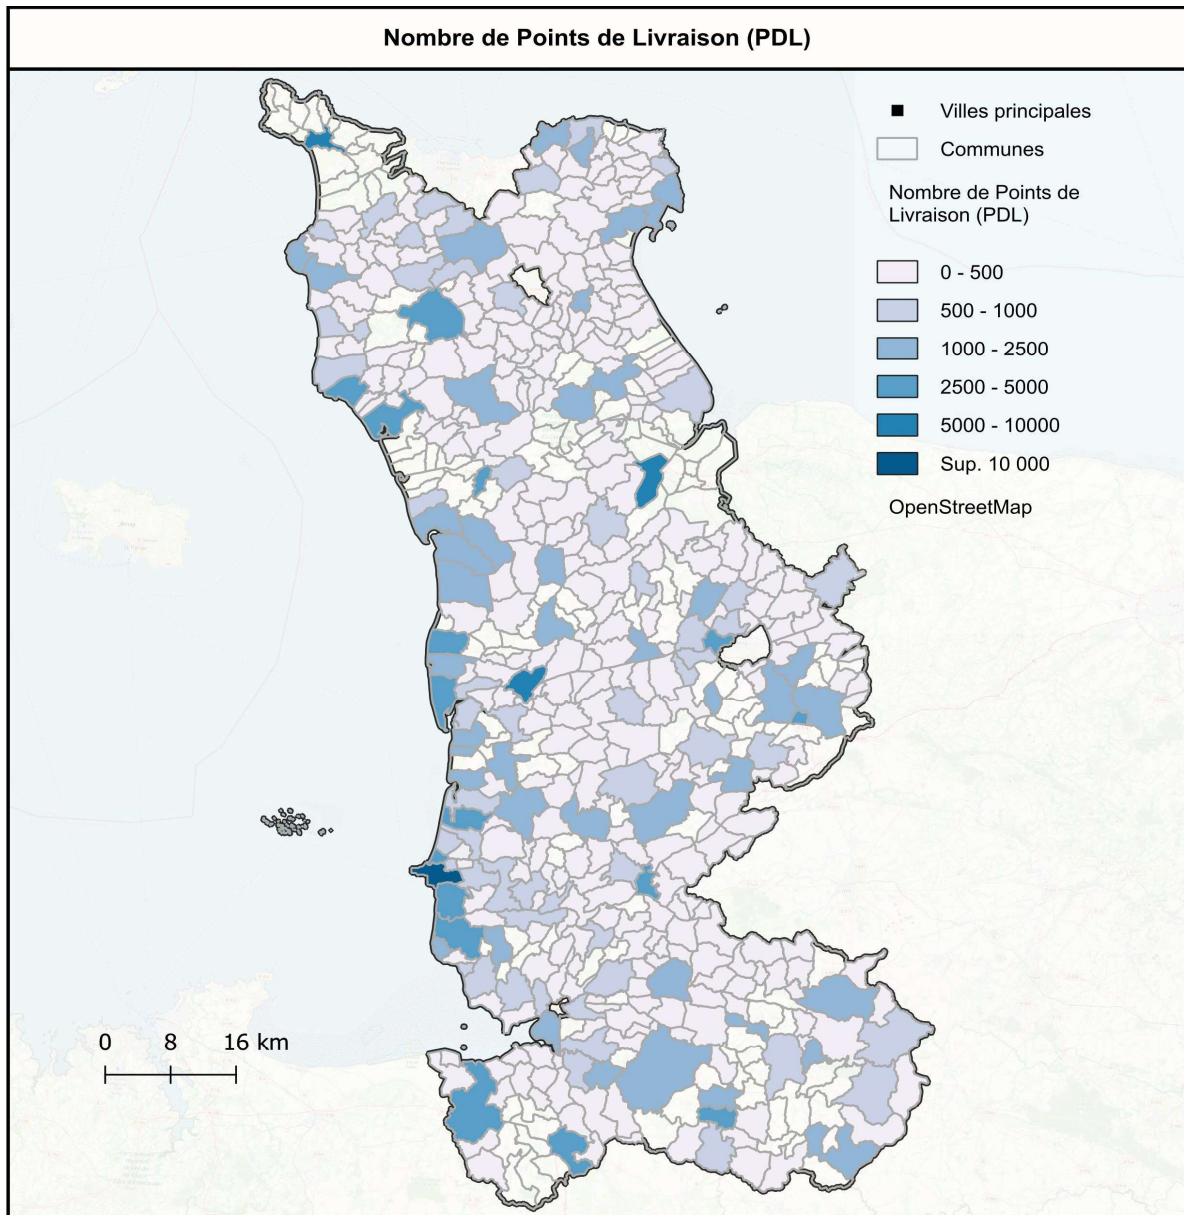 Nombre de Points de Livraison (PDL)
Villes principales
Communes
Nombre de Points de
Livraison (PDL)
0 - 500
500 - 1000
1000 - 2500
2500 - 5000
5000 - 10000
Sup. 10 000
OpenStreetMap
0 8 16 km